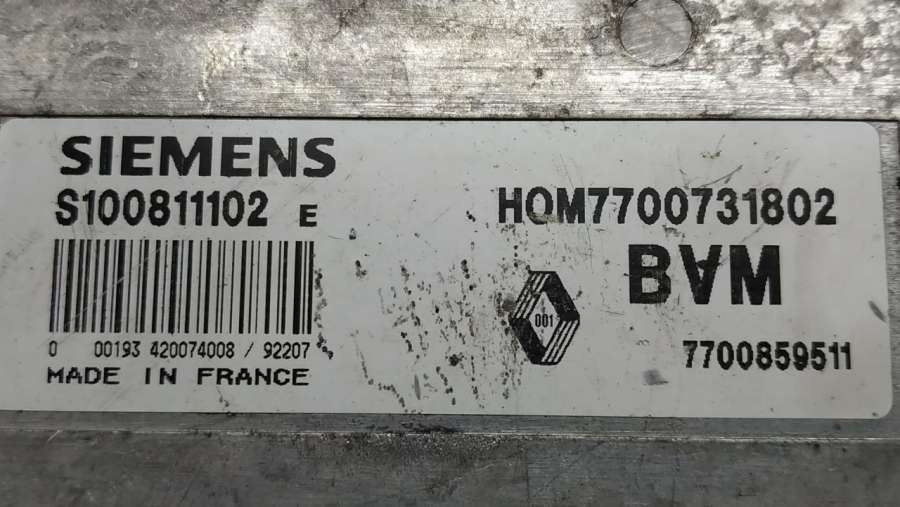 SIEMENS
S100811102 E
HOM7700731802
BVM
001
0 00193 420074008 / 92207
7700859511
MADE IN FRANCE